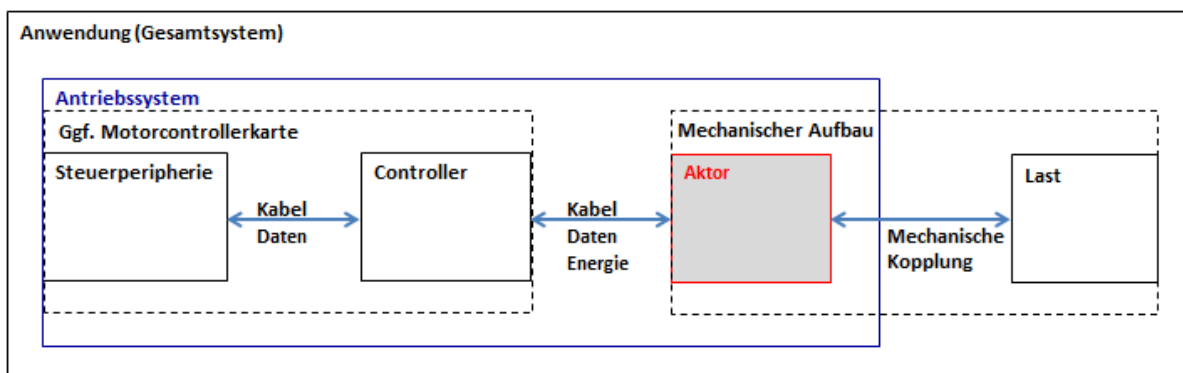 Anwendung (Gesamtsystem)
Antriebssystem
Ggf. Motorcontrollerkarte
Mechanischer Aufbau
Steuerperipherie
Controller
Aktor
Last
Kabel
Daten
Kabel
Daten
Energie
Mechanische
Kopplung